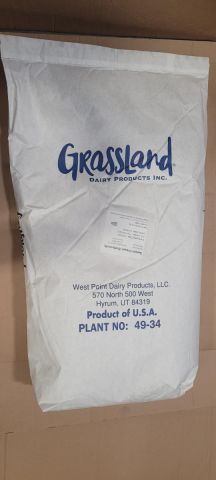 GRASSLAND
DAIRY PRODUCTS INC.
West Point Dairy Products, LLC.
570 North 500 West
Hyrum, UT 84319
Product of U.S.A.
PLANT NO: 49-34